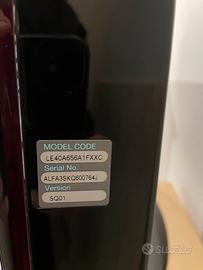 MODEL CODE
LE40A656A1FXXC
Serial No.
ALFA3SKQ600764J
Version
SQ01
Subito